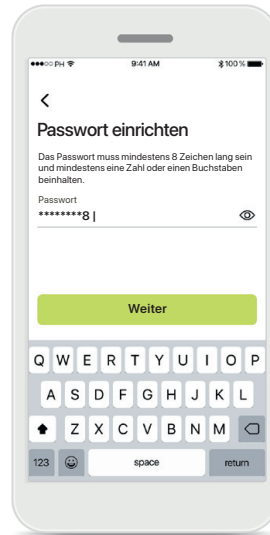 PH 9:41 AM 100 %
Passwort einrichten
Das Passwort muss mindestens 8 Zeichen lang sein
und mindestens eine Zahl oder einen Buchstaben
beinhalten.
Passwort
********8 |
Weiter
Q W E R T Y U I O P
A S D F G H J K L
Z X C V B N M
123 space return